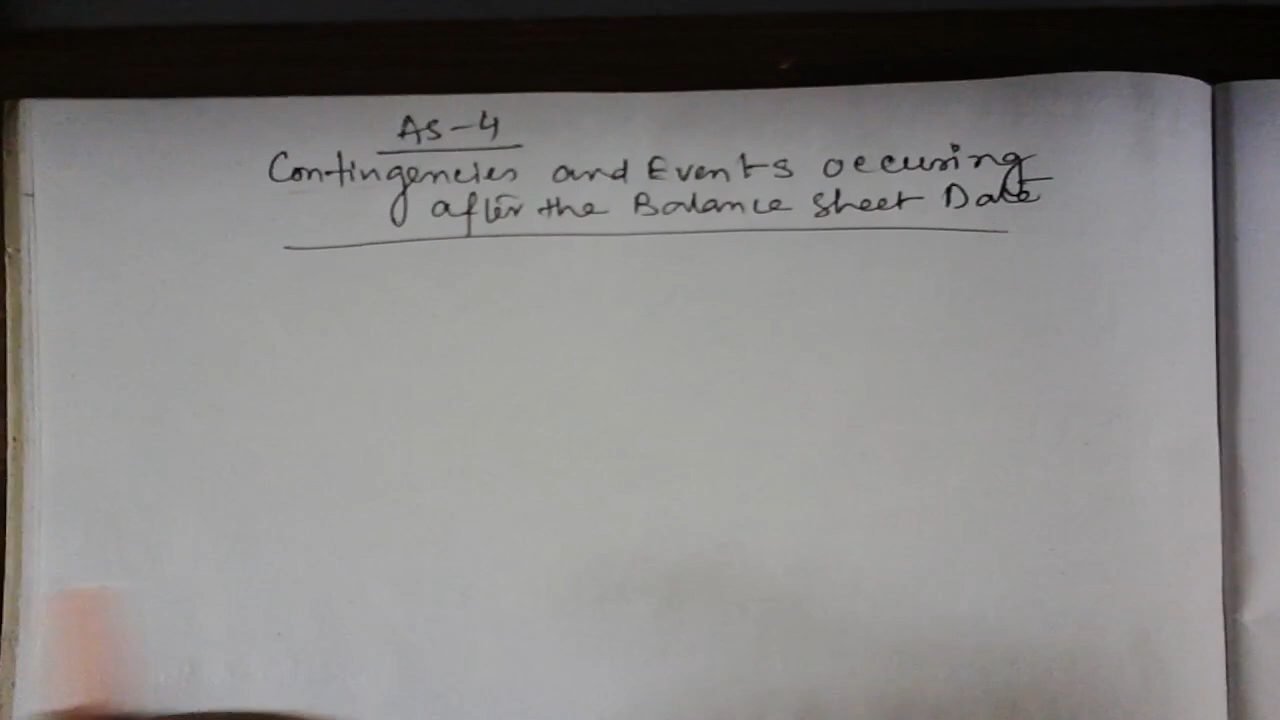 AS-4
Contingencies and Events occuring
after the Balance Sheet Date